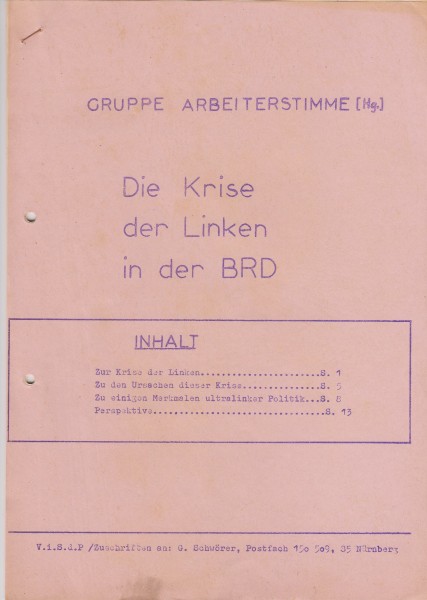 GRUPPE ARBEITERSTIMME [Hg.]
Die Krise
der Linken
in der BRD
INHALT
Zur Krise der Linken......................S. 1
Zu den Ursachen dieser Krise..............S. 5
Zu einigen Merkmalen ultralinker Politik...S. 8
Perspektive................................S. 13
V.i.S.d.P /Zuschriften an: G. Schwörer, Postfach 150 509, 85 Nürnberg